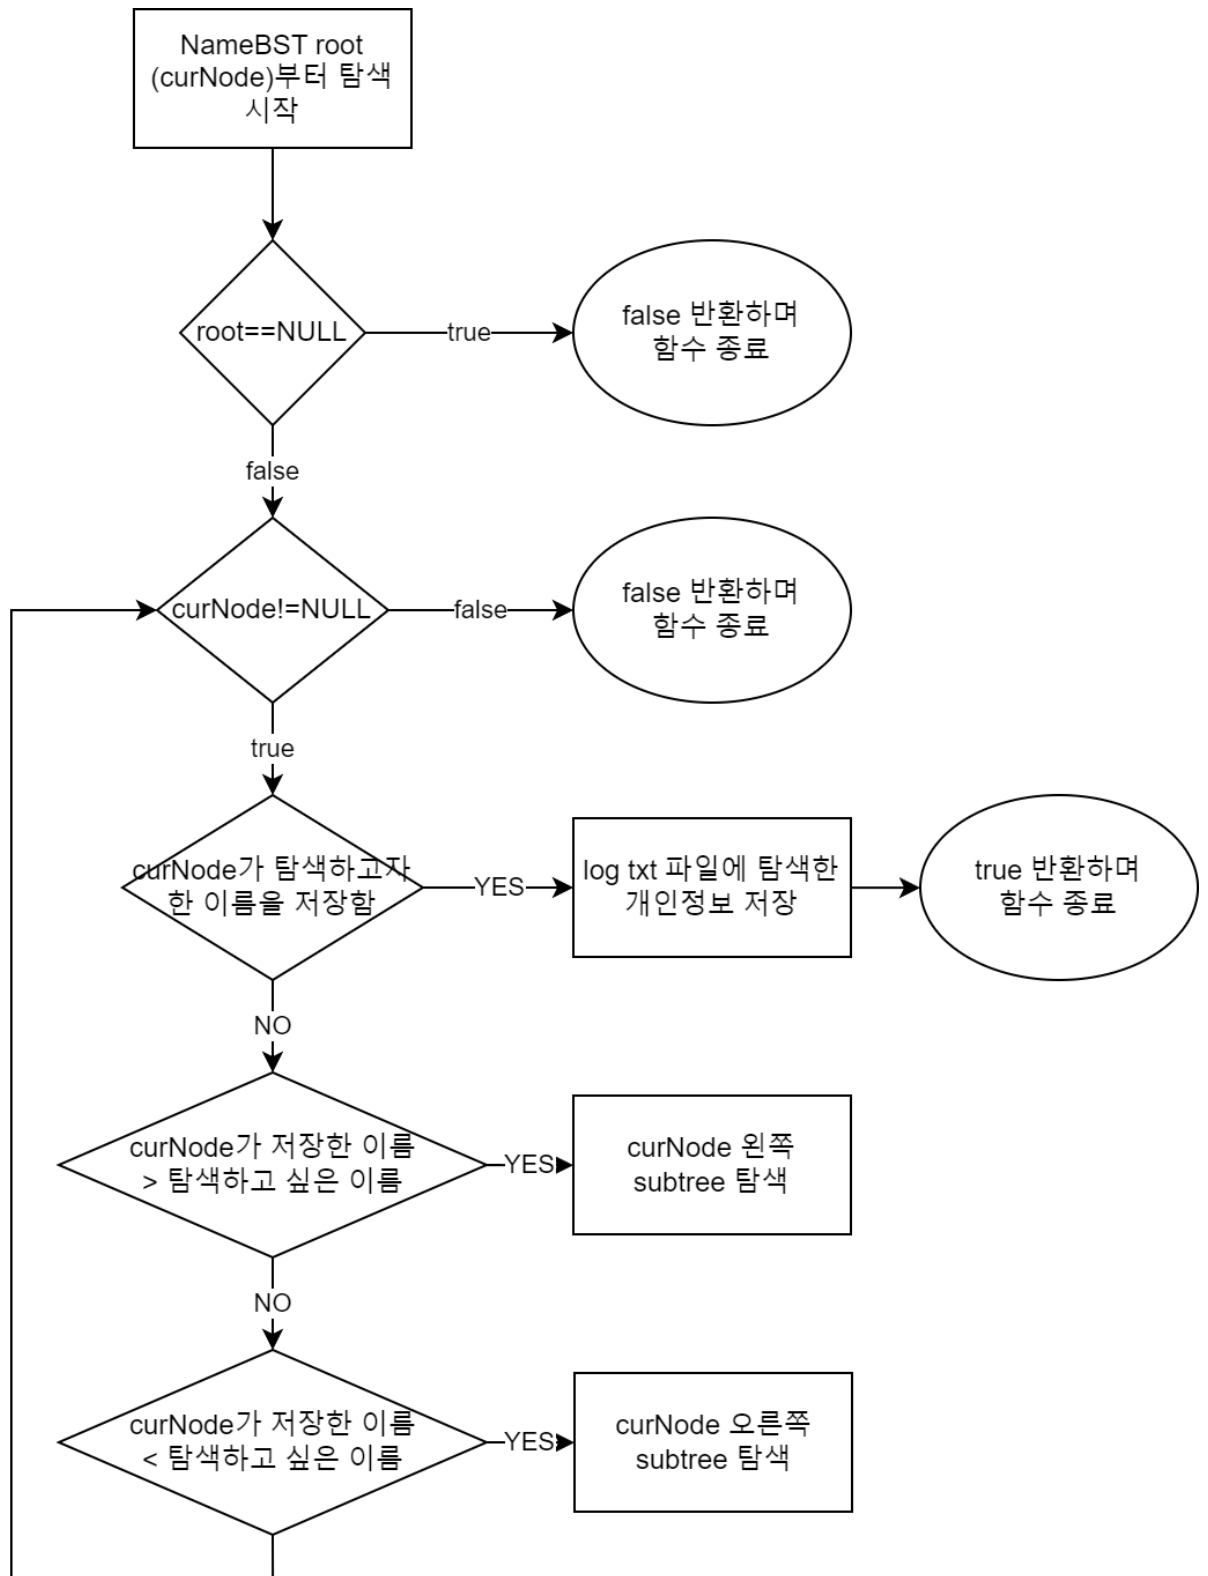 NameBST root
(curNode)부터 탐색
시작
root==NULL
true
false 반환하며
함수 종료
false
curNode!=NULL
false
false 반환하며
함수 종료
true
curNode가 탐색하고자
한 이름을 저장함
YES
log txt 파일에 탐색한
개인정보 저장
true 반환하며
함수 종료
NO
curNode가 저장한 이름
> 탐색하고 싶은 이름
YES
curNode 왼쪽
subtree 탐색
NO
curNode가 저장한 이름
< 탐색하고 싶은 이름
YES
curNode 오른쪽
subtree 탐색